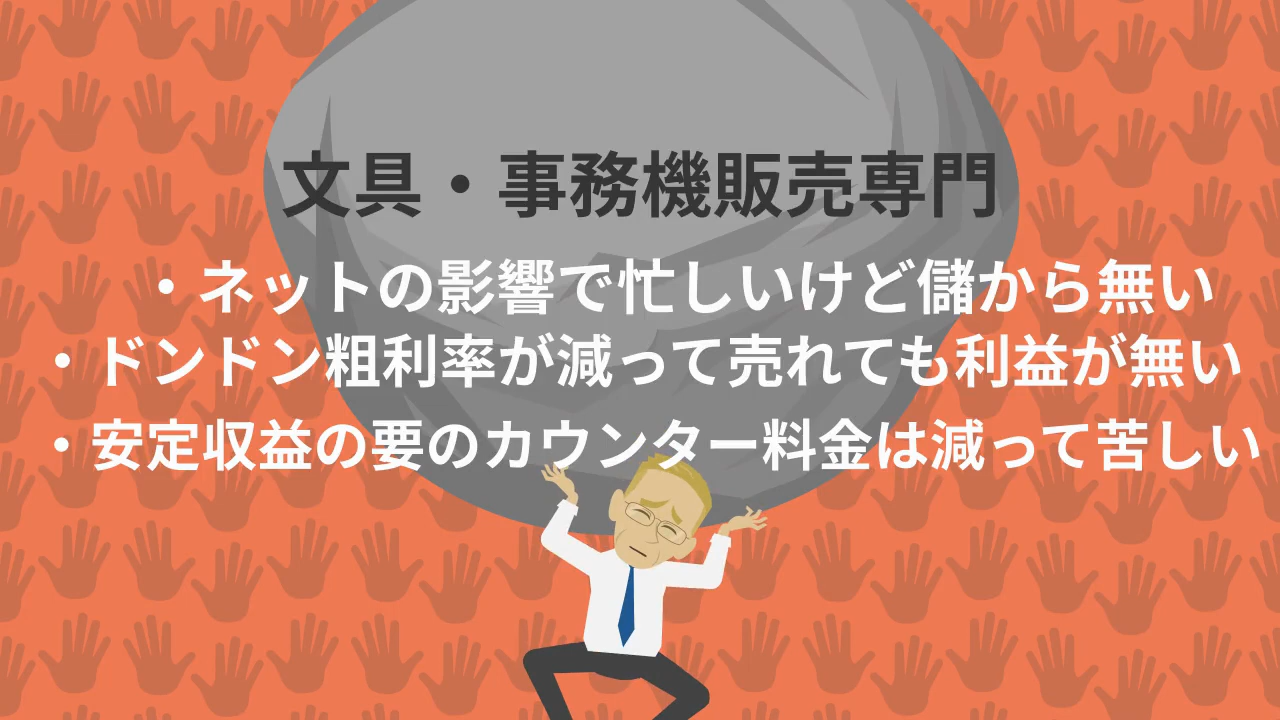 文具・事務機販売専門
・ネットの影響で忙しいけど儲から無い
・ドンドン粗利率が減って売れても利益が無い
・安定収益の要のカウンター料金は減って苦しい